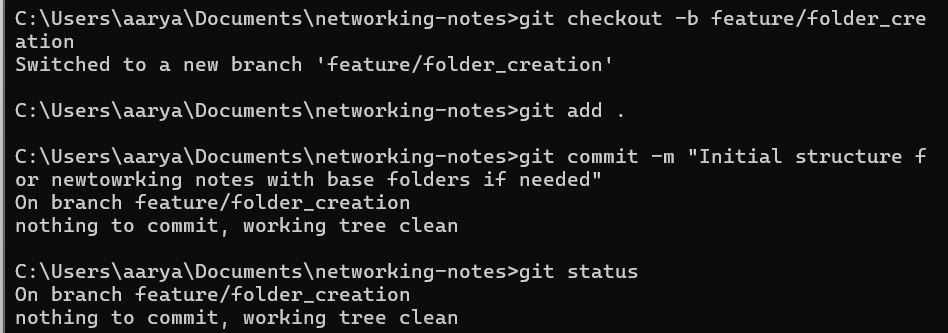 C:\Users\aarya\Documents\networking-notes>git checkout -b feature/folder_cre
ation
Switched to a new branch 'feature/folder_creation'
C:\Users\aarya\Documents\networking-notes>git add .
C:\Users\aarya\Documents\networking-notes>git commit -m "Initial structure f
or newtowrking notes with base folders if needed"
On branch feature/folder_creation
nothing to commit, working tree clean
C:\Users\aarya\Documents\networking-notes>git status
On branch feature/folder_creation
nothing to commit, working tree clean